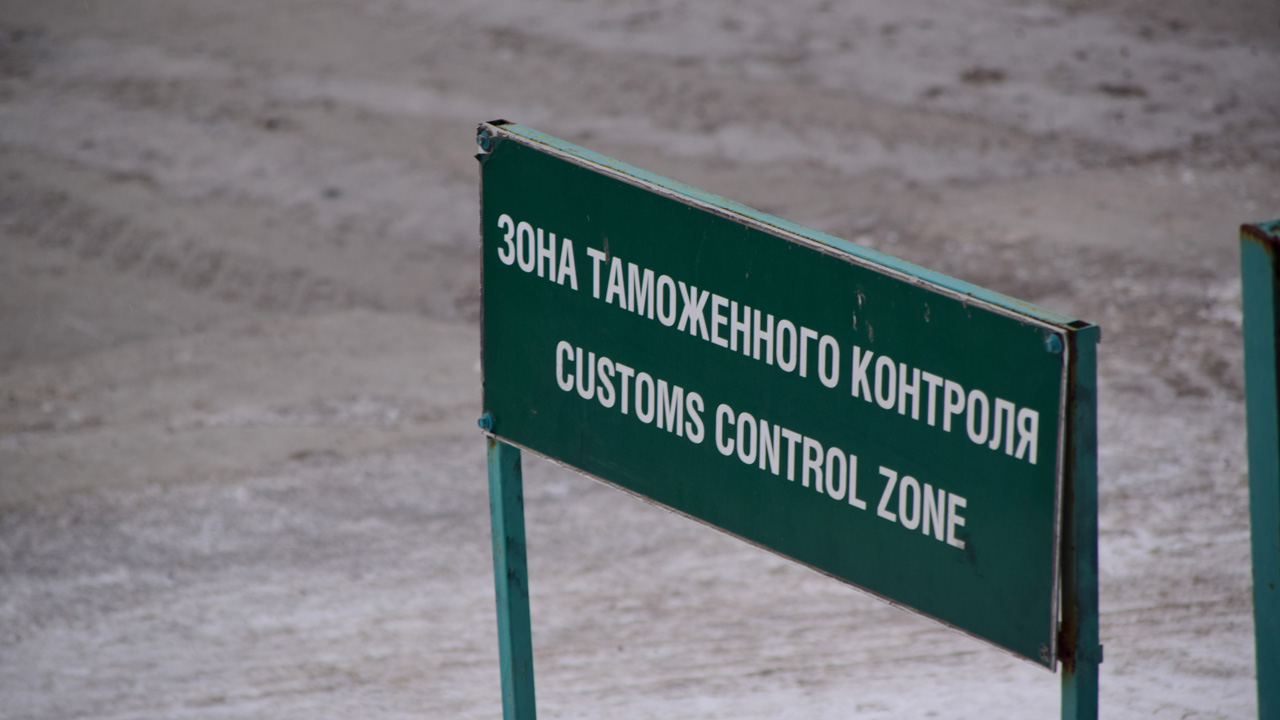 ЗОНА ТАМОЖЕННОГО КОНТРОЛЯ
CUSTOMS CONTROL ZONE